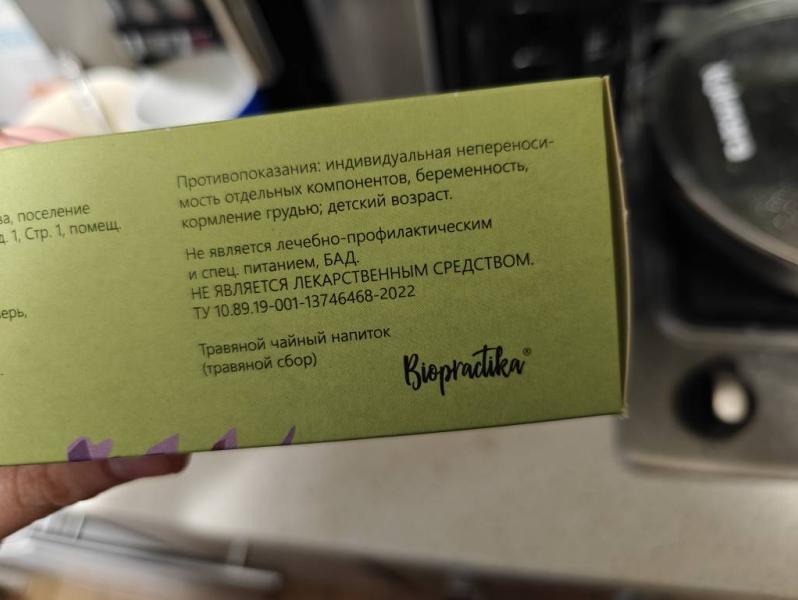 поселение
1, Стр. 1, помещ.
Противопоказания: индивидуальная непереноси-
мость отдельных компонентов, беременность,
кормление грудью; детский возраст.
Не является лечебно-профилактическим
и спец. питанием, БАД.
НЕ ЯВЛЯЕТСЯ ЛЕКАРСТВЕННЫМ СРЕДСТВОМ.
ТУ 10.89.19-001-13746468-2022
Травяной чайный напиток
(травяной сбор)
Biopractika®